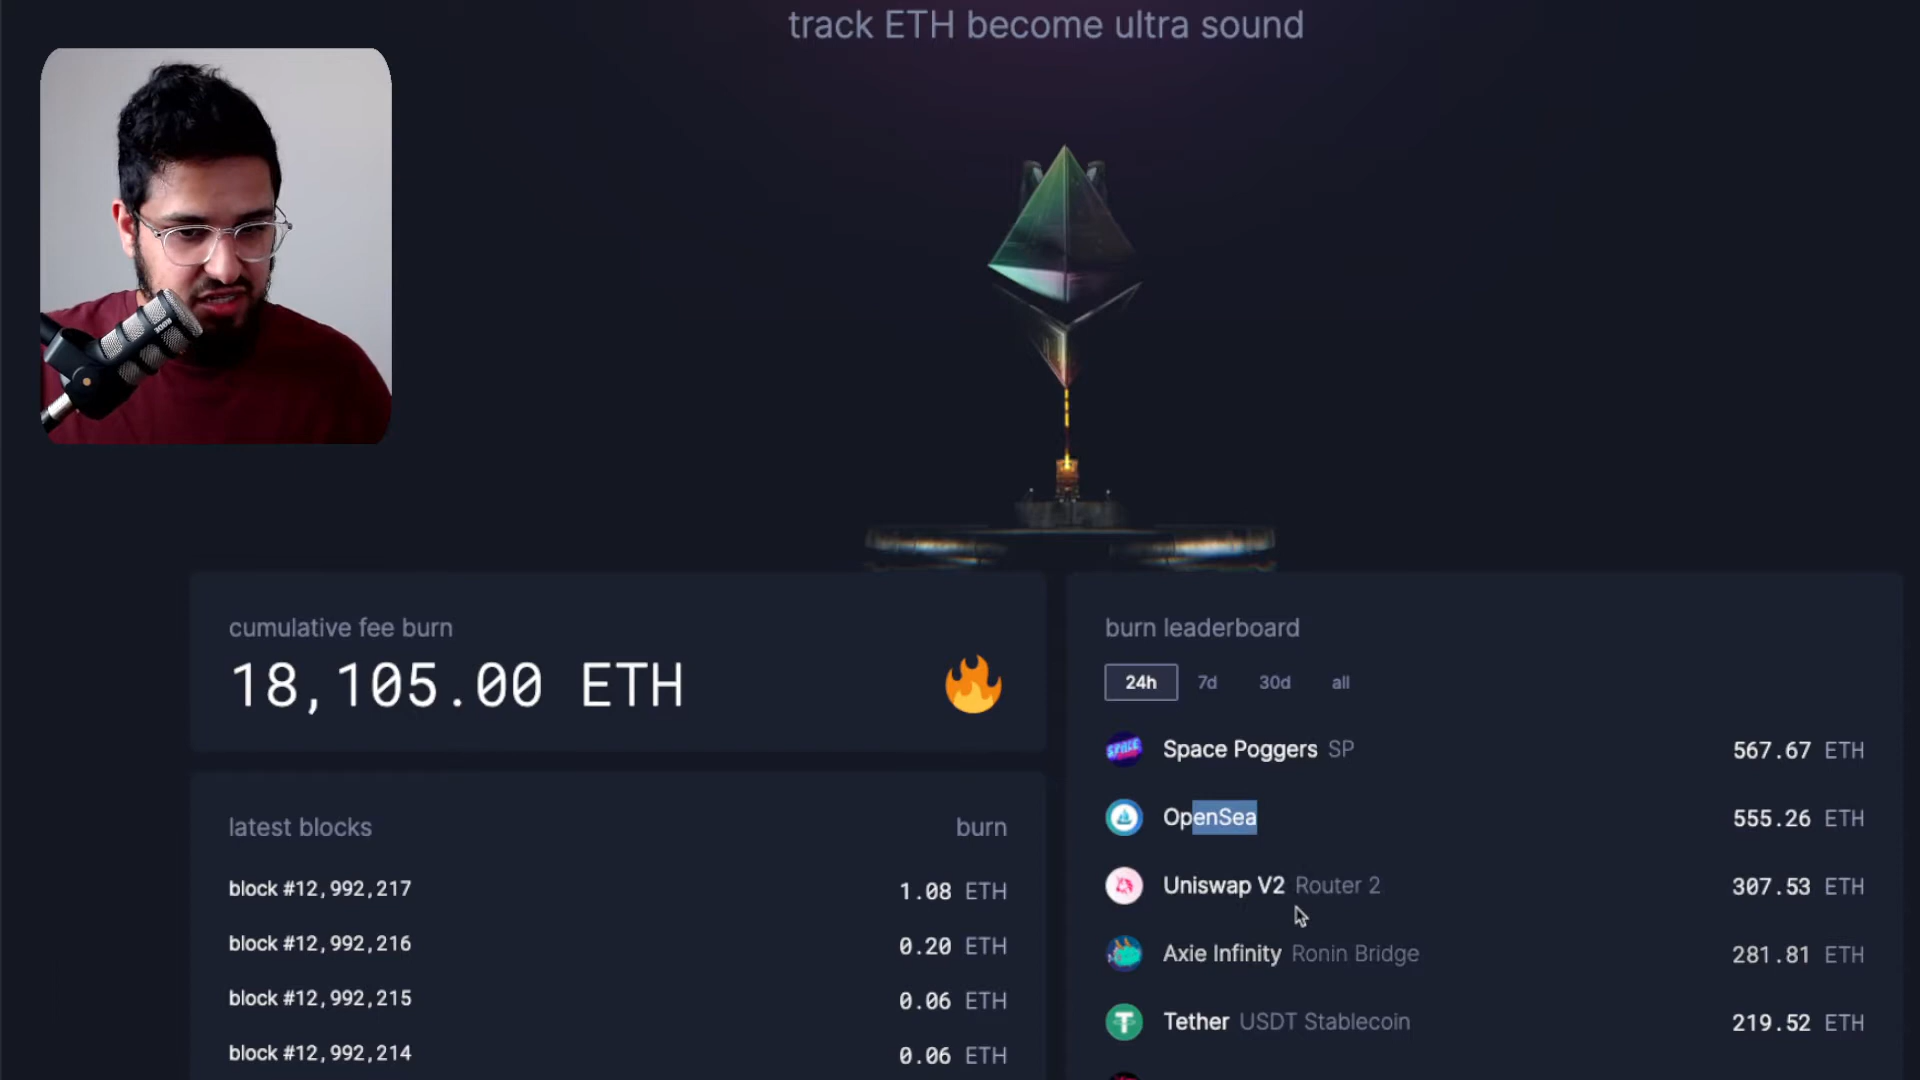 track ETH become ultra sound
RODE
cumulative fee burn
18,105.00 ETH
latest blocks burn
block #12,992,217 1.08 ETH
block #12,992,216 0.20 ETH
block #12,992,215 0.06 ETH
block #12,992,214 0.06 ETH
burn leaderboard
24h 7d 30d all
SPACE Space Poggers SP 567.67 ETH
OpenSea 555.26 ETH
Uniswap V2 Router 2 307.53 ETH
Axie Infinity Ronin Bridge 281.81 ETH
Tether USDT Stablecoin 219.52 ETH